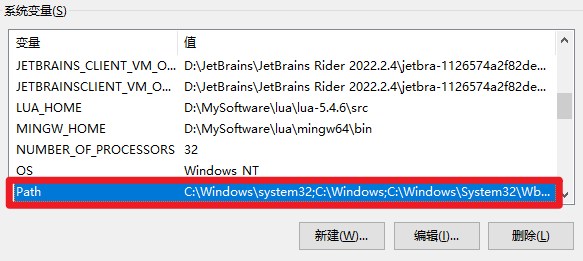 系统变量(S)
变量 值
JETBRAINS_CLIENT_VM_O... D:\JetBrains\JetBrains Rider 2022.2.4\jetbra-1126574a2f82de...
JETBRAINSCLIENT_VM_O... D:\JetBrains\JetBrains Rider 2022.2.4\jetbra-1126574a2f82de...
LUA_HOME D:\MySoftware\lua\lua-5.4.6\src
MINGW_HOME D:\MySoftware\lua\mingw64\bin
NUMBER_OF_PROCESSORS 32
OS Windows_NT
Path C:\Windows\system32;C:\Windows;C:\Windows\System32\Wb...
新建(W)... 编辑(I)... 删除(L)